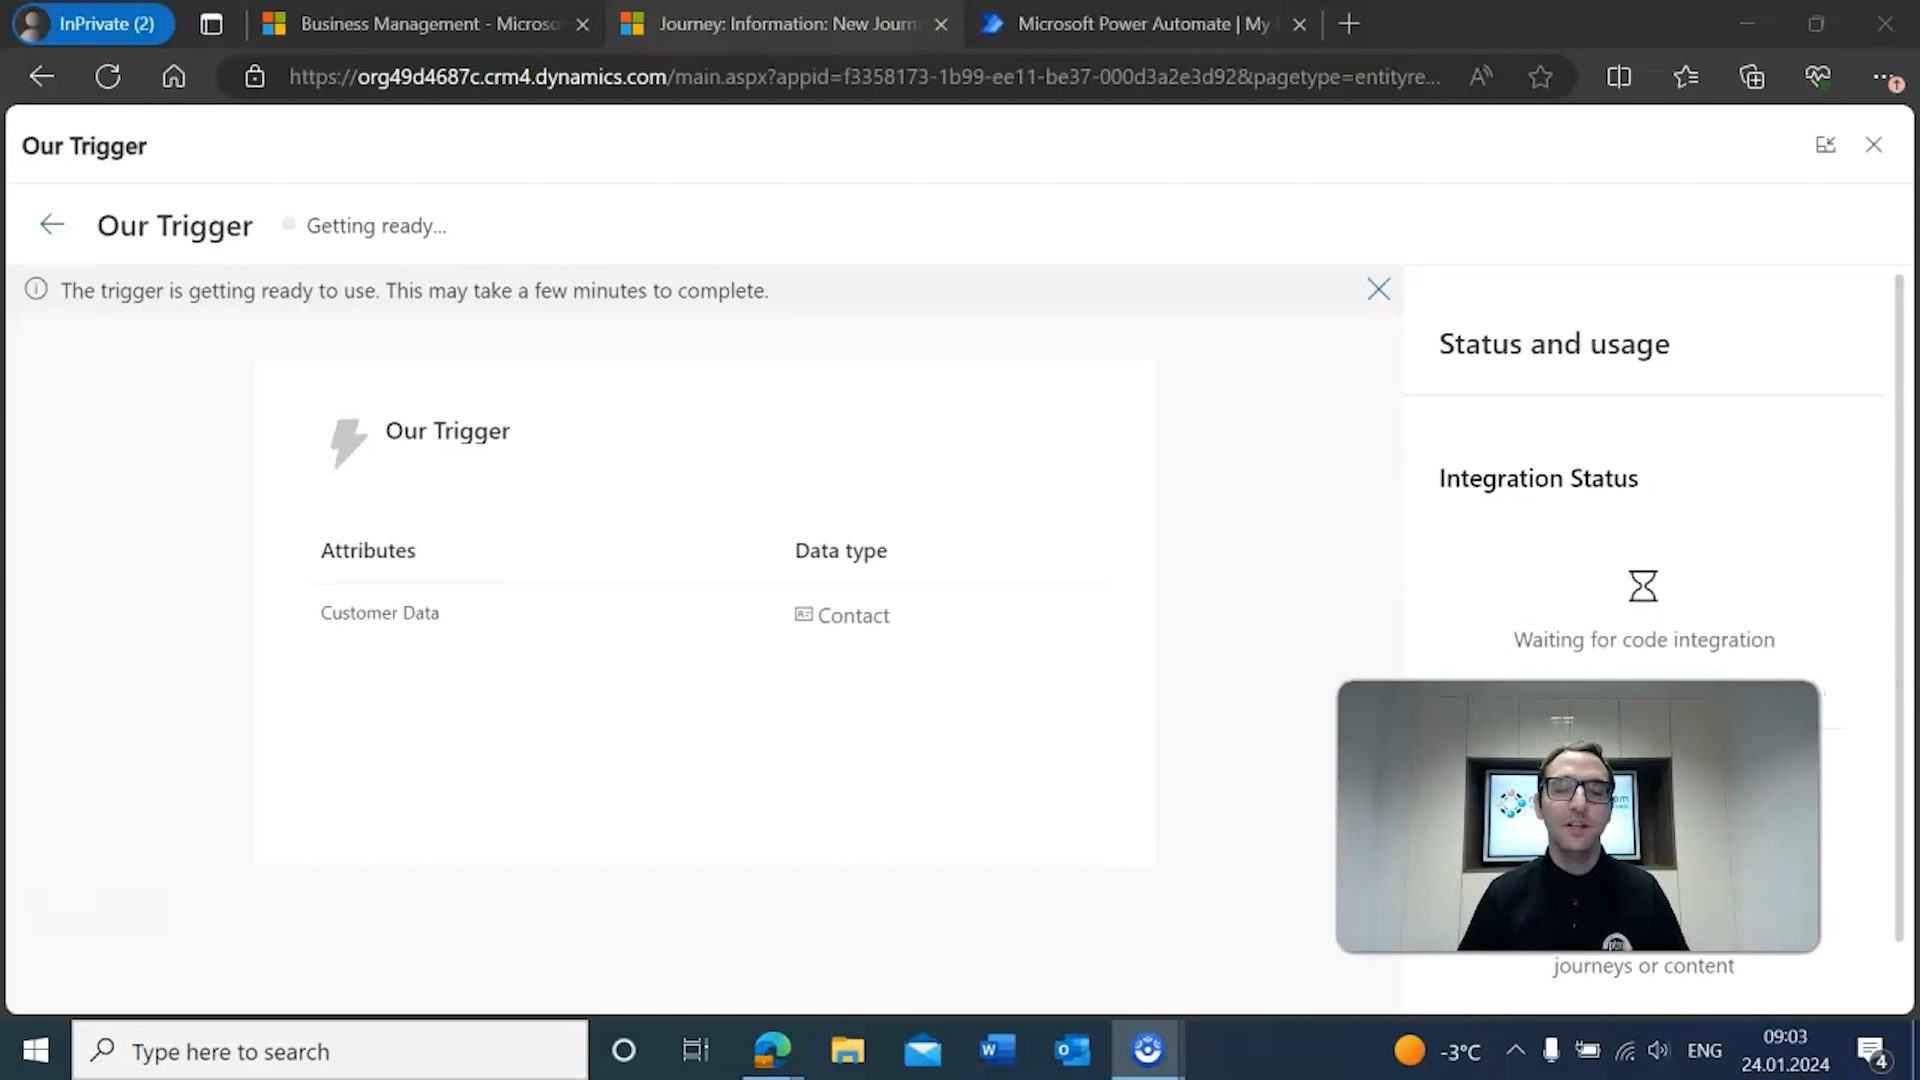 InPrivate (2)
Business Management - Microso
Journey: Information: New Journ
Microsoft Power Automate | My
https://org49d4687c.crm4.dynamics.com/main.aspx?appid=f3358173-1b99-ee11-be37-000d3a2e3d92&pagetype=entityre...
Our Trigger
Our Trigger
Getting ready...
The trigger is getting ready to use. This may take a few minutes to complete.
Status and usage
Our Trigger
Integration Status
Attributes
Data type
Customer Data
Contact
Waiting for code integration
journeys or content
Type here to search
-3°C
ENG
09:03
24.01.2024
4